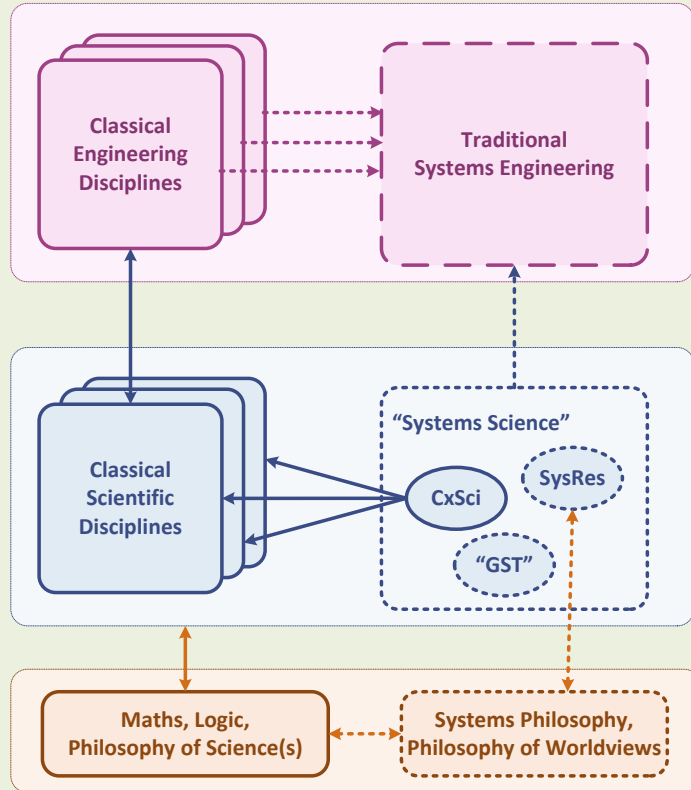 Classical
Engineering
Disciplines
Traditional
Systems Engineering
“Systems Science”
Classical
Scientific
Disciplines
CxSci
SysRes
“GST”
Maths, Logic,
Philosophy of Science(s)
Systems Philosophy,
Philosophy of Worldviews